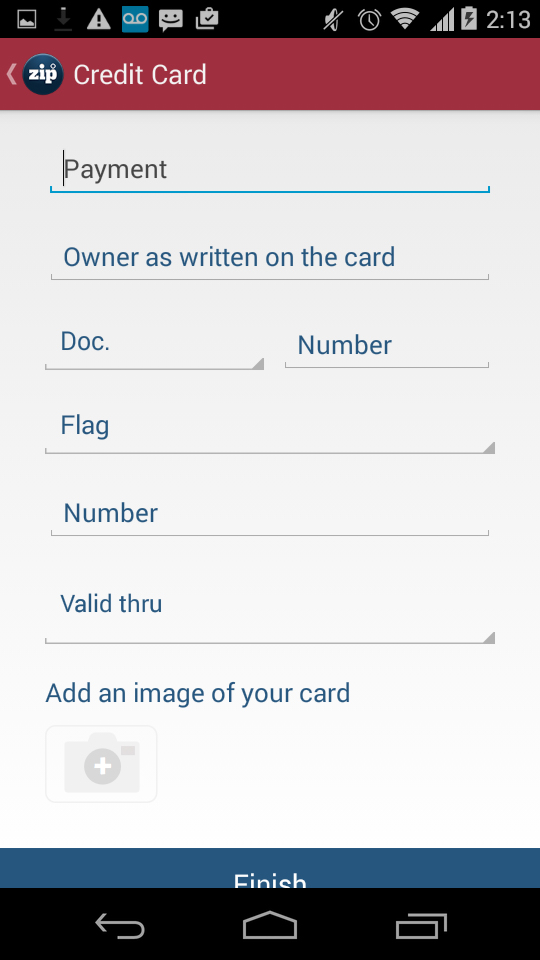 2:13
zip
Credit Card
Payment
Owner as written on the card
Doc.
Number
Flag
Number
Valid thru
Add an image of your card
Finish